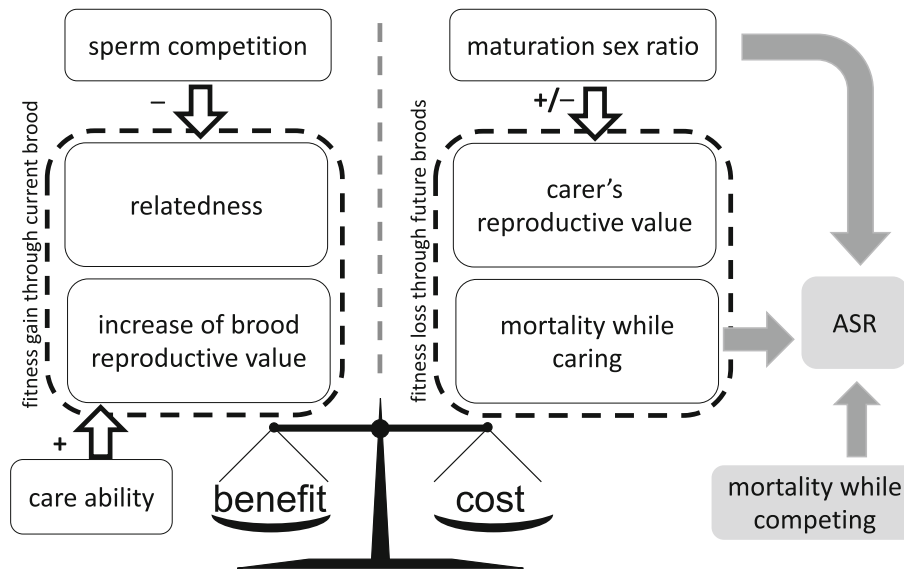 sperm competition
−
fitness gain through current brood
relatedness
increase of brood
reproductive value
+
care ability
maturation sex ratio
+/−
fitness loss through future broods
carer's
reproductive value
mortality while
caring
ASR
mortality while
competing
benefit
cost